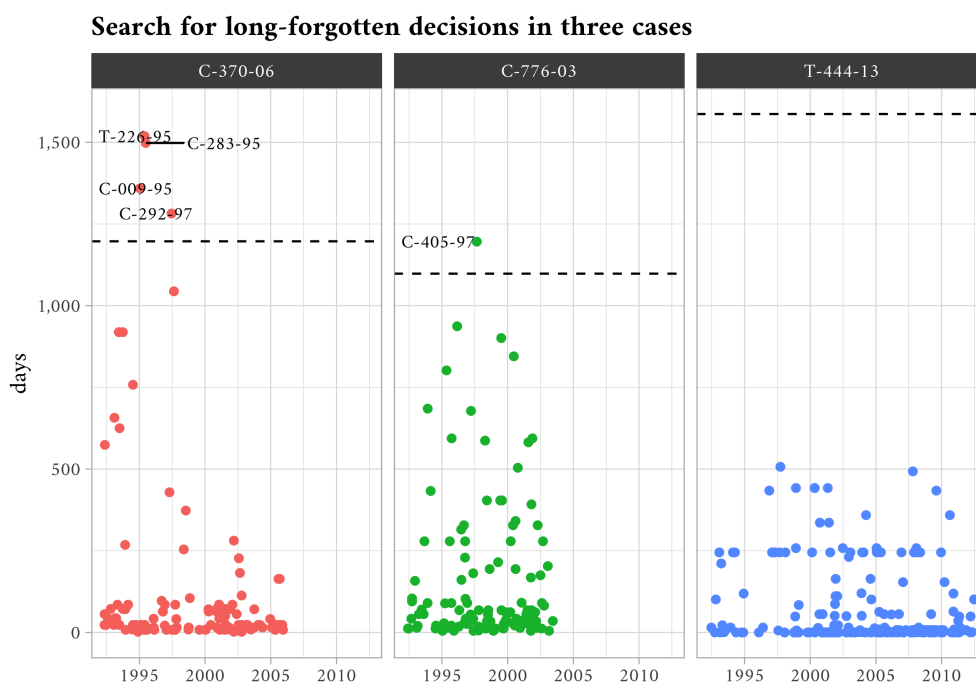 Search for long-forgotten decisions in three cases
C-370-06 C-776-03 T-444-13
days
1,500
1,000
500
0
T-226-95
C-283-95
C-009-95
C-292-97
C-405-97
1995 2000 2005 2010 1995 2000 2005 2010 1995 2000 2005 2010